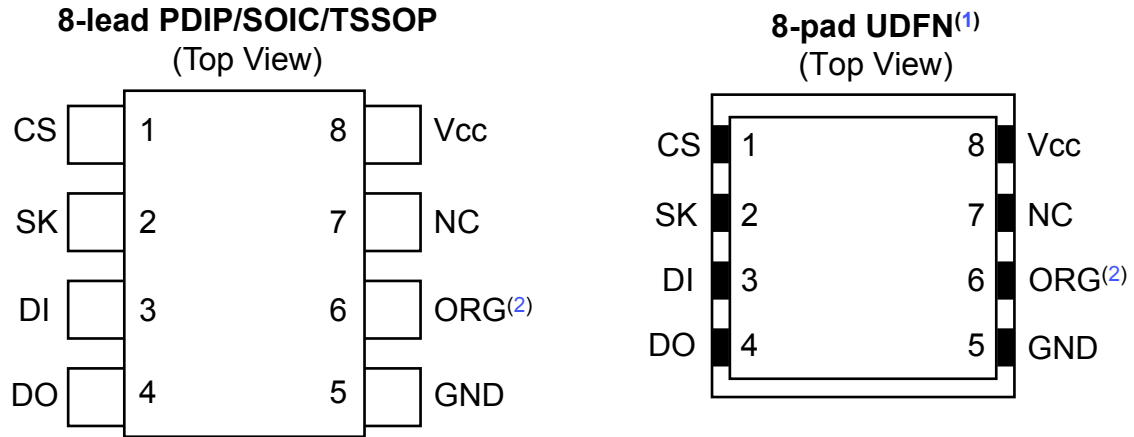 8-lead PDIP/SOIC/TSSOP
(Top View)
CS 1 8 Vcc
SK 2 7 NC
DI 3 6 ORG(2)
DO 4 5 GND
8-pad UDFN(1)
(Top View)
CS 1 8 Vcc
SK 2 7 NC
DI 3 6 ORG(2)
DO 4 5 GND